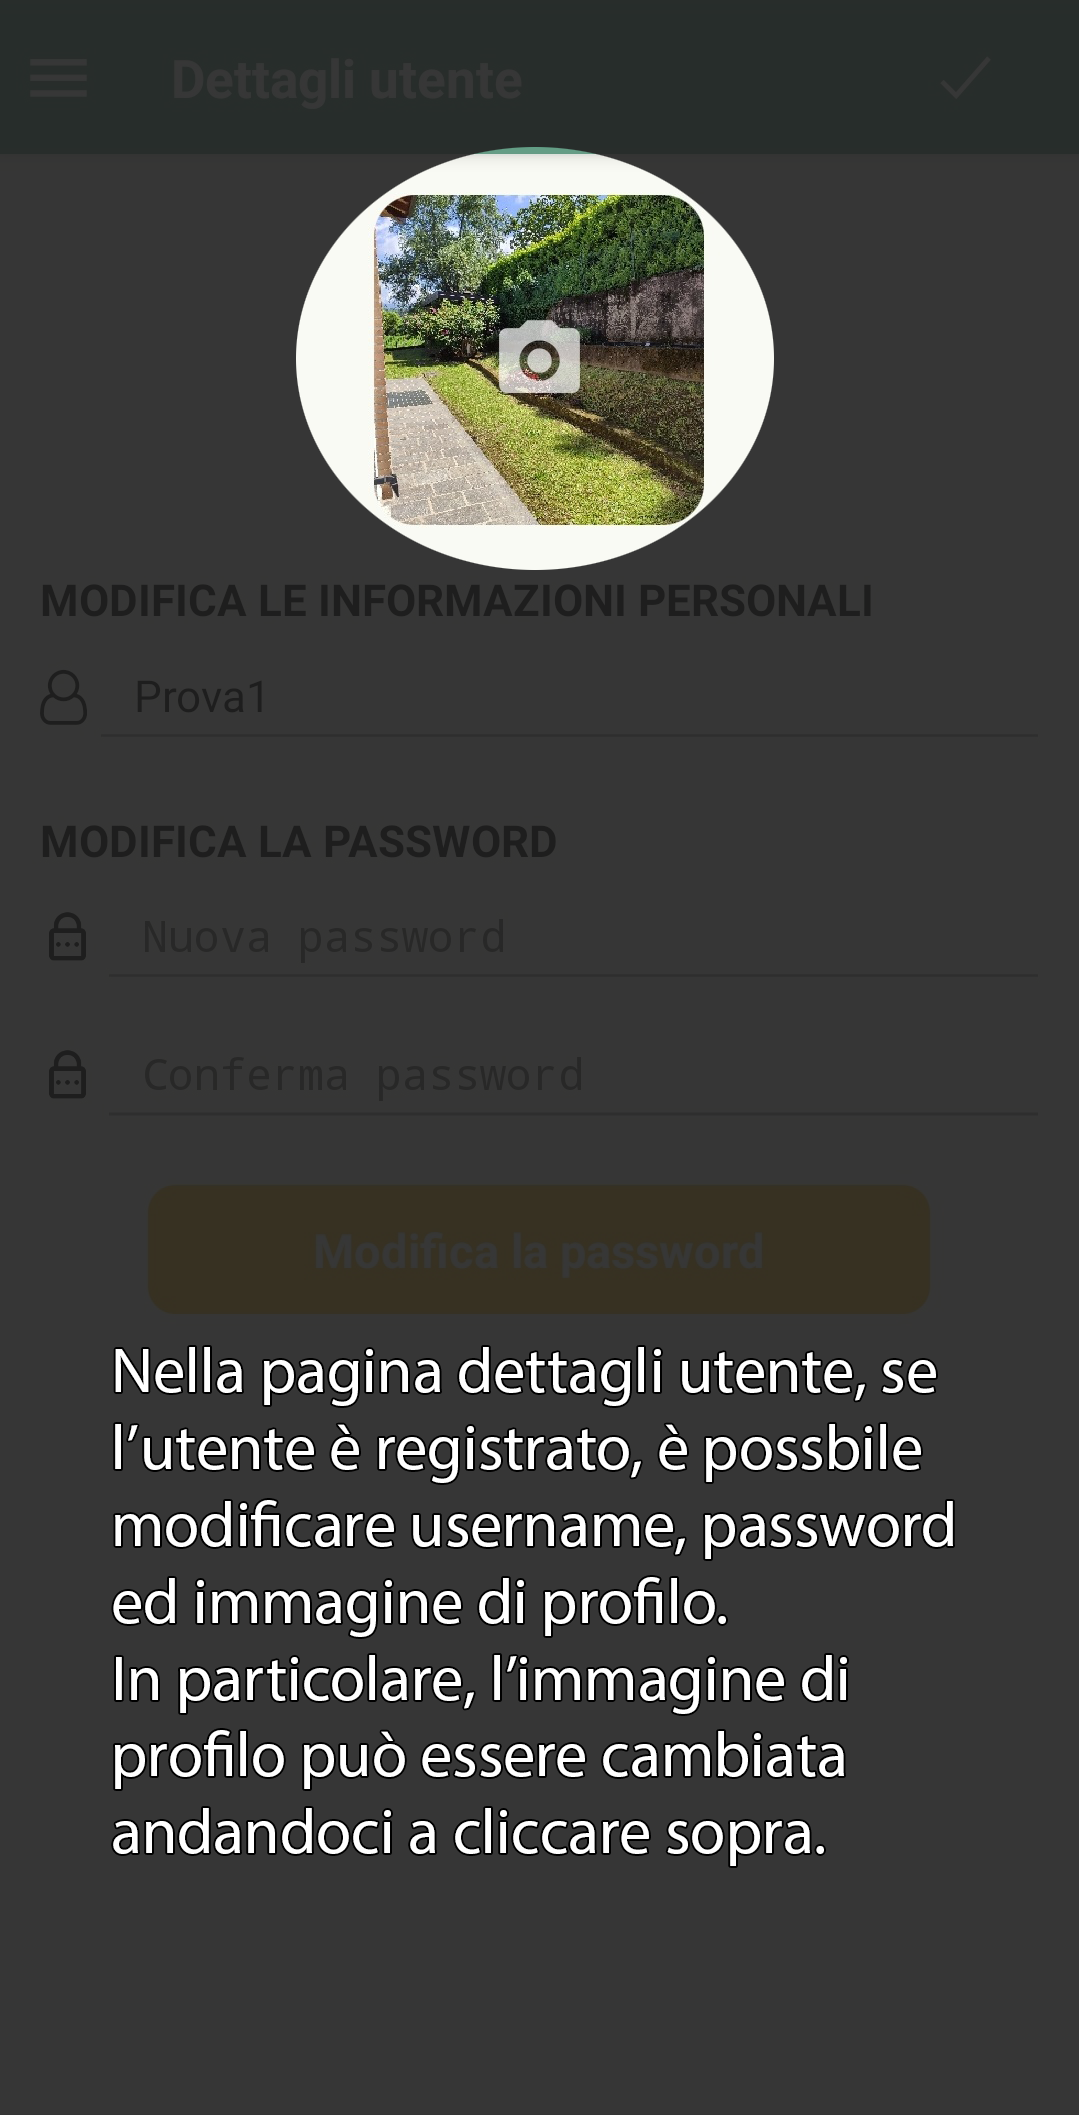 Dettagli utente
MODIFICA LE INFORMAZIONI PERSONALI
Prova1
MODIFICA LA PASSWORD
Nuova password
Conferma password
Modifica la password
Nella pagina dettagli utente, se
l’utente è registrato, è possbile
modificare username, password
ed immagine di profilo.
In particolare, l’immagine di
profilo può essere cambiata
andandoci a cliccare sopra.